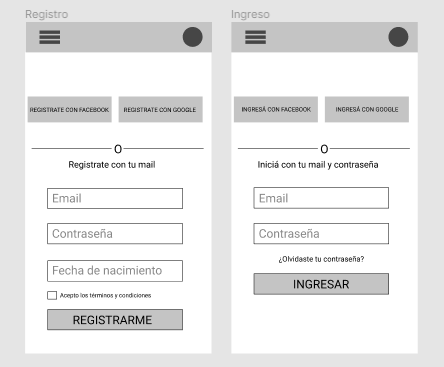 Registro
REGISTRATE CON FACEBOOK
REGISTRATE CON GOOGLE
O
Registrate con tu mail
Email
Contraseña
Fecha de nacimiento
Acepto los términos y condiciones
REGISTRARME
Ingreso
INGRESÁ CON FACEBOOK
INGRESÁ CON GOOGLE
O
Iniciá con tu mail y contraseña
Email
Contraseña
¿Olvidaste tu contraseña?
INGRESAR